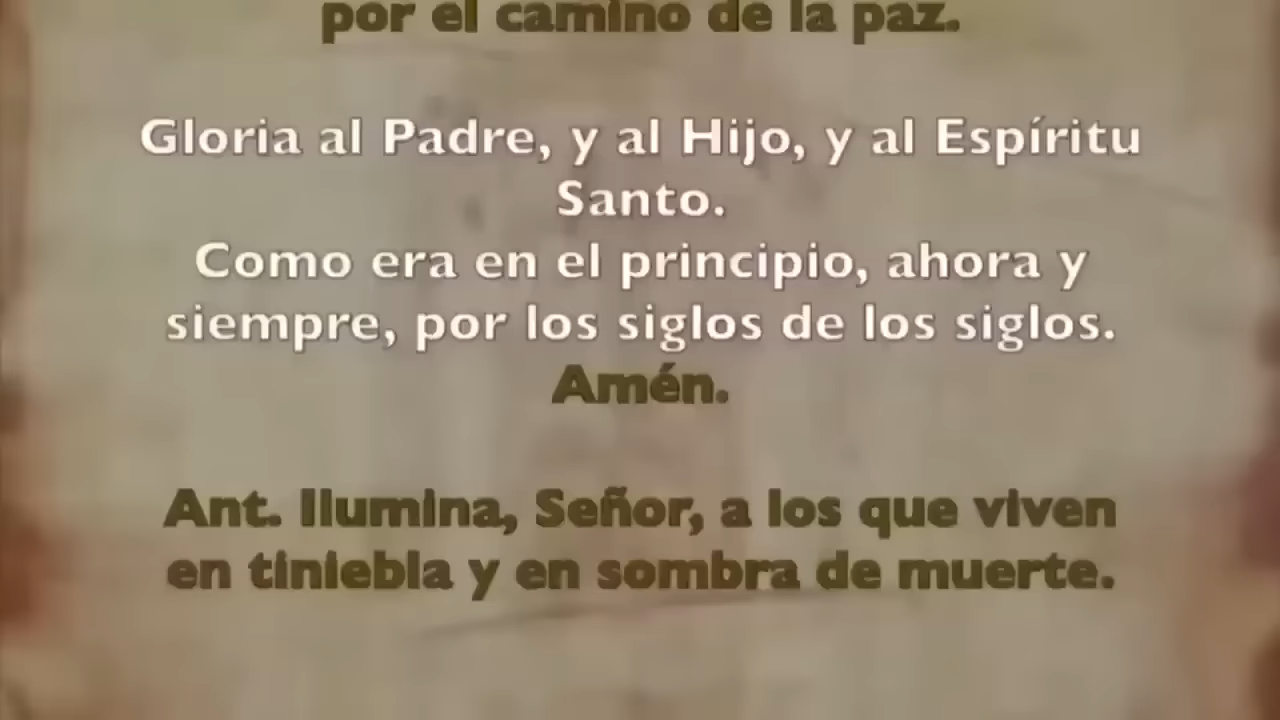 por el camino de la paz.
Gloria al Padre, y al Hijo, y al Espíritu
Santo.
Como era en el principio, ahora y
siempre, por los siglos de los siglos.
Amén.
Ant. Ilumina, Señor, a los que viven
en tiniebla y en sombra de muerte.